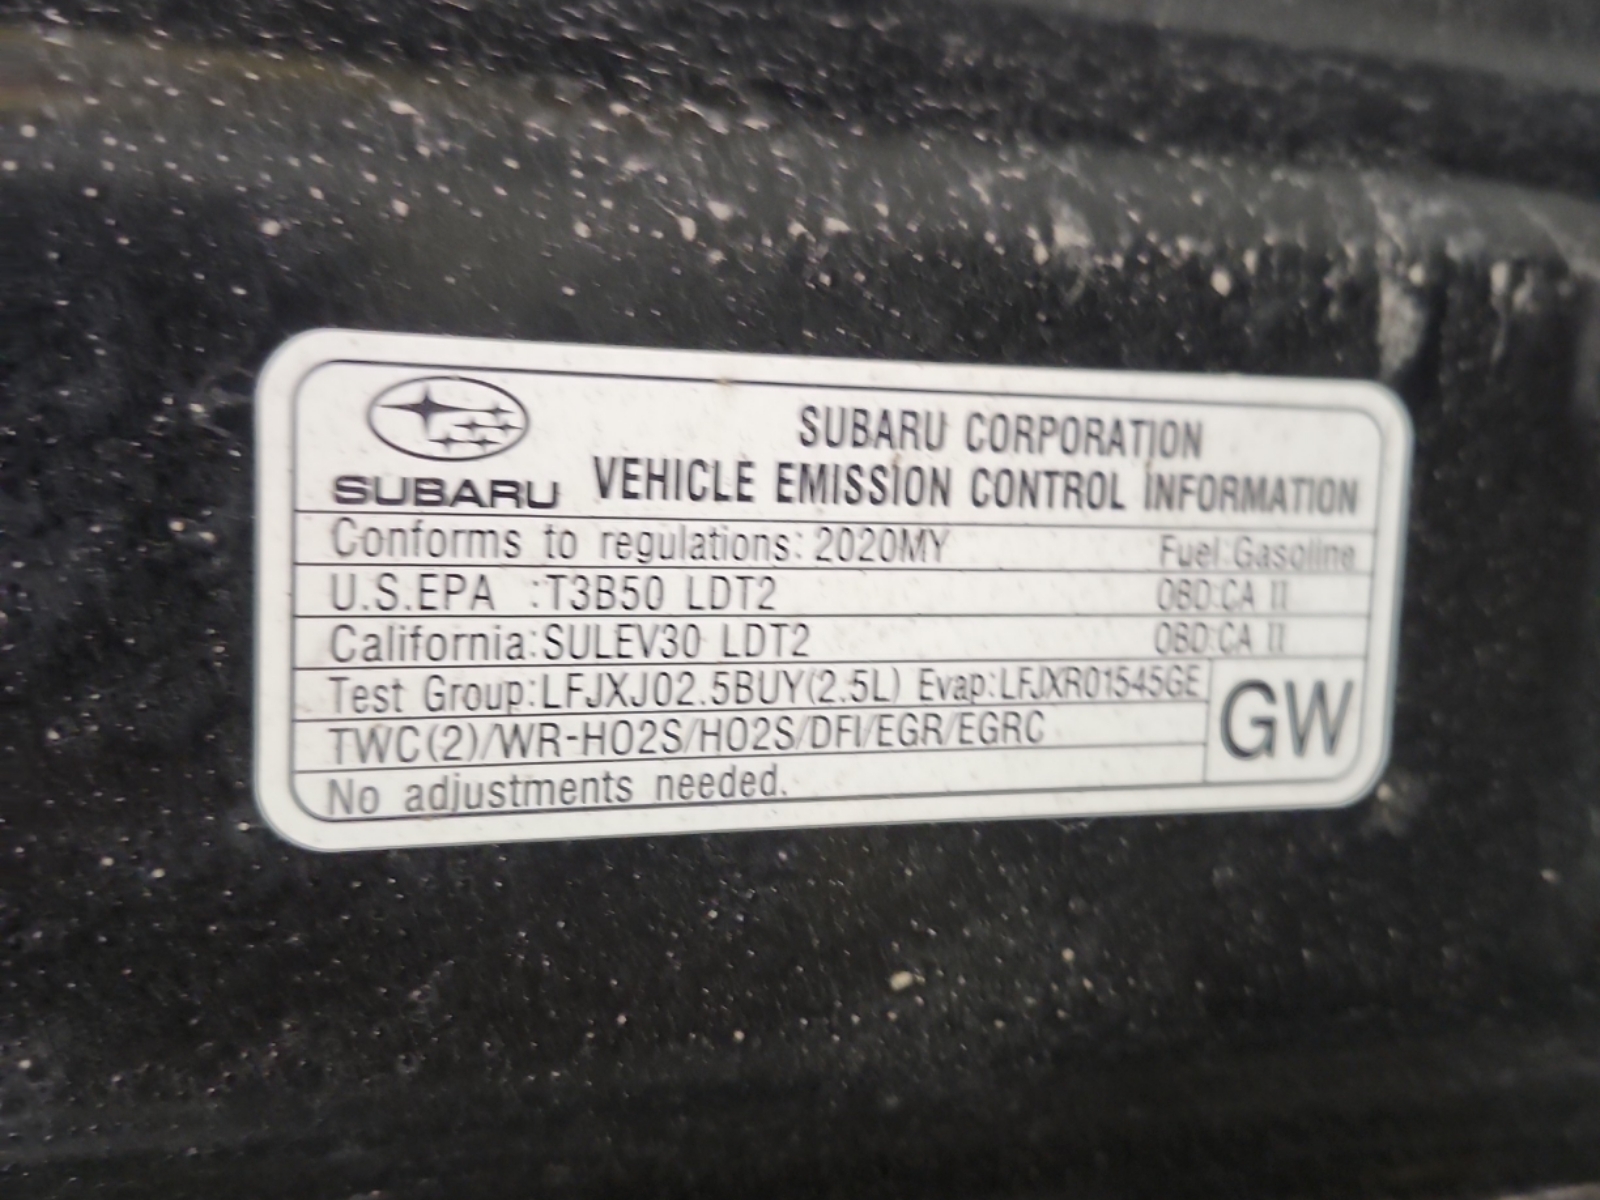 SUBARU CORPORATION
SUBARU VEHICLE EMISSION CONTROL INFORMATION
Conforms to regulations: 2020MY Fuel:Gasoline
U.S.EPA :T3B50 LDT2 OBD:CA II
California:SULEV30 LDT2 OBD:CA II
Test Group:LFJXJ02.5BUY(2.5L) Evap:LFJXR01545GE
TWC(2)/WR-HO2S/HO2S/DFI/EGR/EGRC
GW
No adjustments needed.